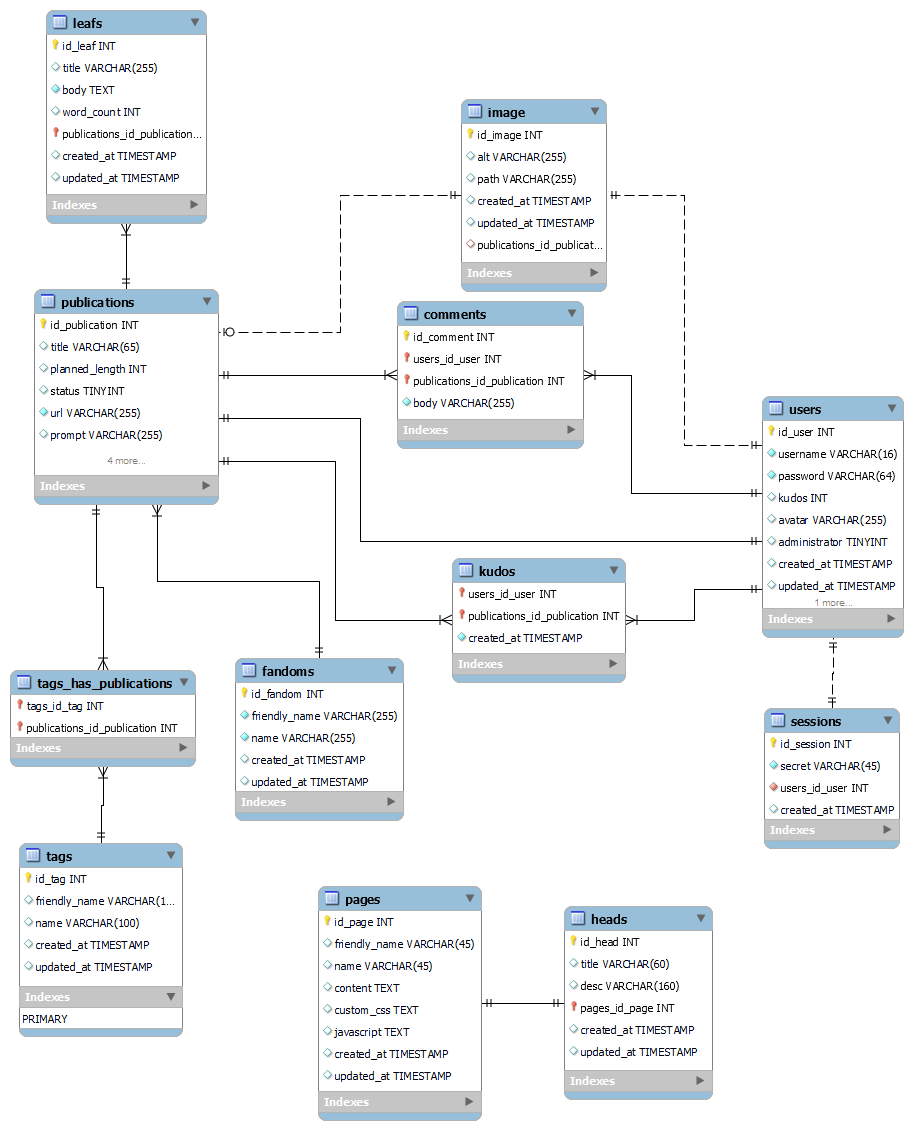 leafs
id_leaf INT
title VARCHAR(255)
body TEXT
word_count INT
publications_id_publication...
created_at TIMESTAMP
updated_at TIMESTAMP
Indexes
image
id_image INT
alt VARCHAR(255)
path VARCHAR(255)
created_at TIMESTAMP
updated_at TIMESTAMP
publications_id_publicat...
Indexes
publications
id_publication INT
title VARCHAR(65)
planned_length INT
status TINYINT
url VARCHAR(255)
prompt VARCHAR(255)
4 more...
Indexes
comments
id_comment INT
users_id_user INT
publications_id_publication INT
body VARCHAR(255)
Indexes
users
id_user INT
username VARCHAR(16)
password VARCHAR(64)
kudos INT
avatar VARCHAR(255)
administrator TINYINT
created_at TIMESTAMP
updated_at TIMESTAMP
1 more...
Indexes
kudos
users_id_user INT
publications_id_publication INT
created_at TIMESTAMP
Indexes
fandoms
id_fandom INT
friendly_name VARCHAR(255)
name VARCHAR(255)
created_at TIMESTAMP
updated_at TIMESTAMP
Indexes
tags_has_publications
tags_id_tag INT
publications_id_publication INT
Indexes
sessions
id_session INT
secret VARCHAR(45)
users_id_user INT
created_at TIMESTAMP
Indexes
tags
id_tag INT
friendly_name VARCHAR(1...
name VARCHAR(100)
created_at TIMESTAMP
updated_at TIMESTAMP
Indexes
PRIMARY
pages
id_page INT
friendly_name VARCHAR(45)
name VARCHAR(45)
content TEXT
custom_css TEXT
javascript TEXT
created_at TIMESTAMP
updated_at TIMESTAMP
Indexes
heads
id_head INT
title VARCHAR(60)
desc VARCHAR(160)
pages_id_page INT
created_at TIMESTAMP
updated_at TIMESTAMP
Indexes